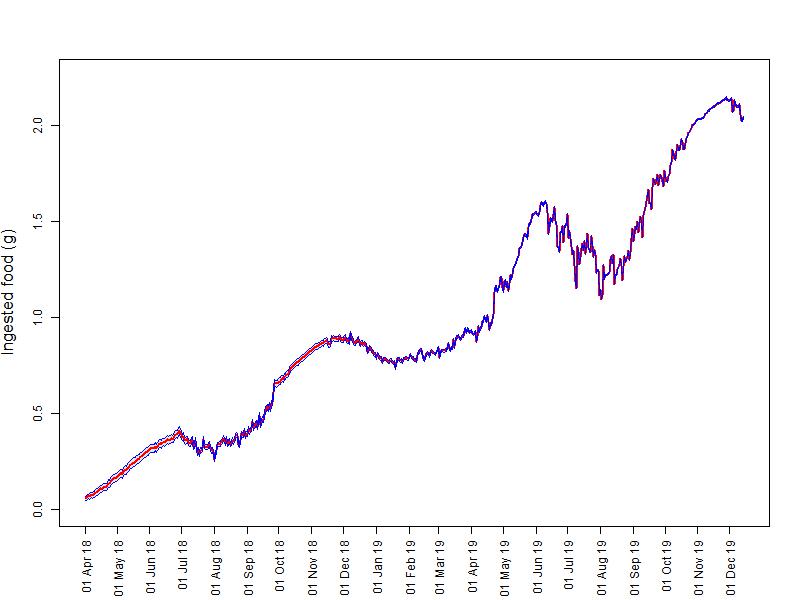 Ingested food (g)
2.0
1.5
1.0
0.5
0.0
01 Apr 18
01 May 18
01 Jun 18
01 Jul 18
01 Aug 18
01 Sep 18
01 Oct 18
01 Nov 18
01 Dec 18
01 Jan 19
01 Feb 19
01 Mar 19
01 Apr 19
01 May 19
01 Jun 19
01 Jul 19
01 Aug 19
01 Sep 19
01 Oct 19
01 Nov 19
01 Dec 19